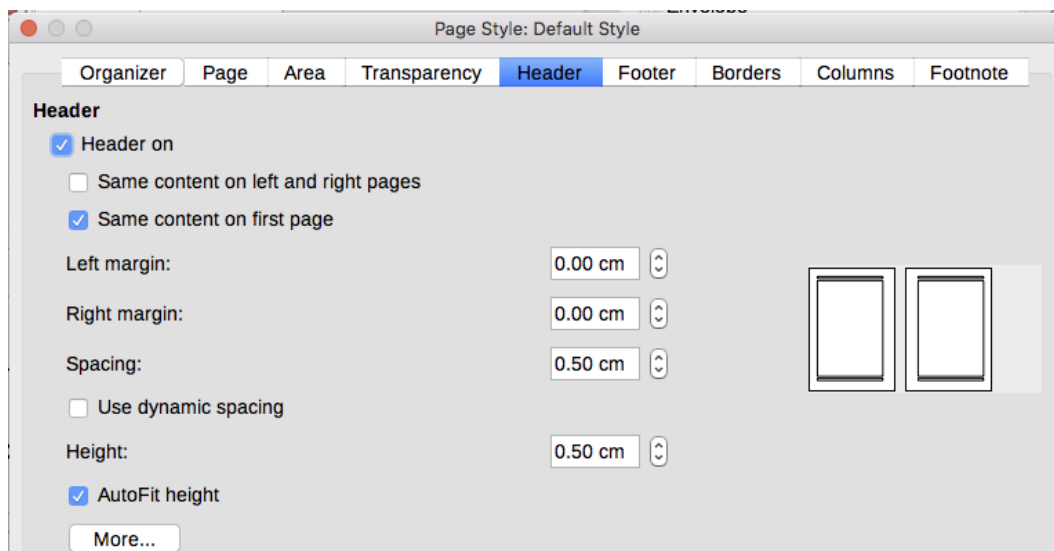 Page Style: Default Style
Organizer Page Area Transparency Header Footer Borders Columns Footnote
Header
Header on
Same content on left and right pages
Same content on first page
Left margin: 0.00 cm
Right margin: 0.00 cm
Spacing: 0.50 cm
Use dynamic spacing
Height: 0.50 cm
AutoFit height
More...